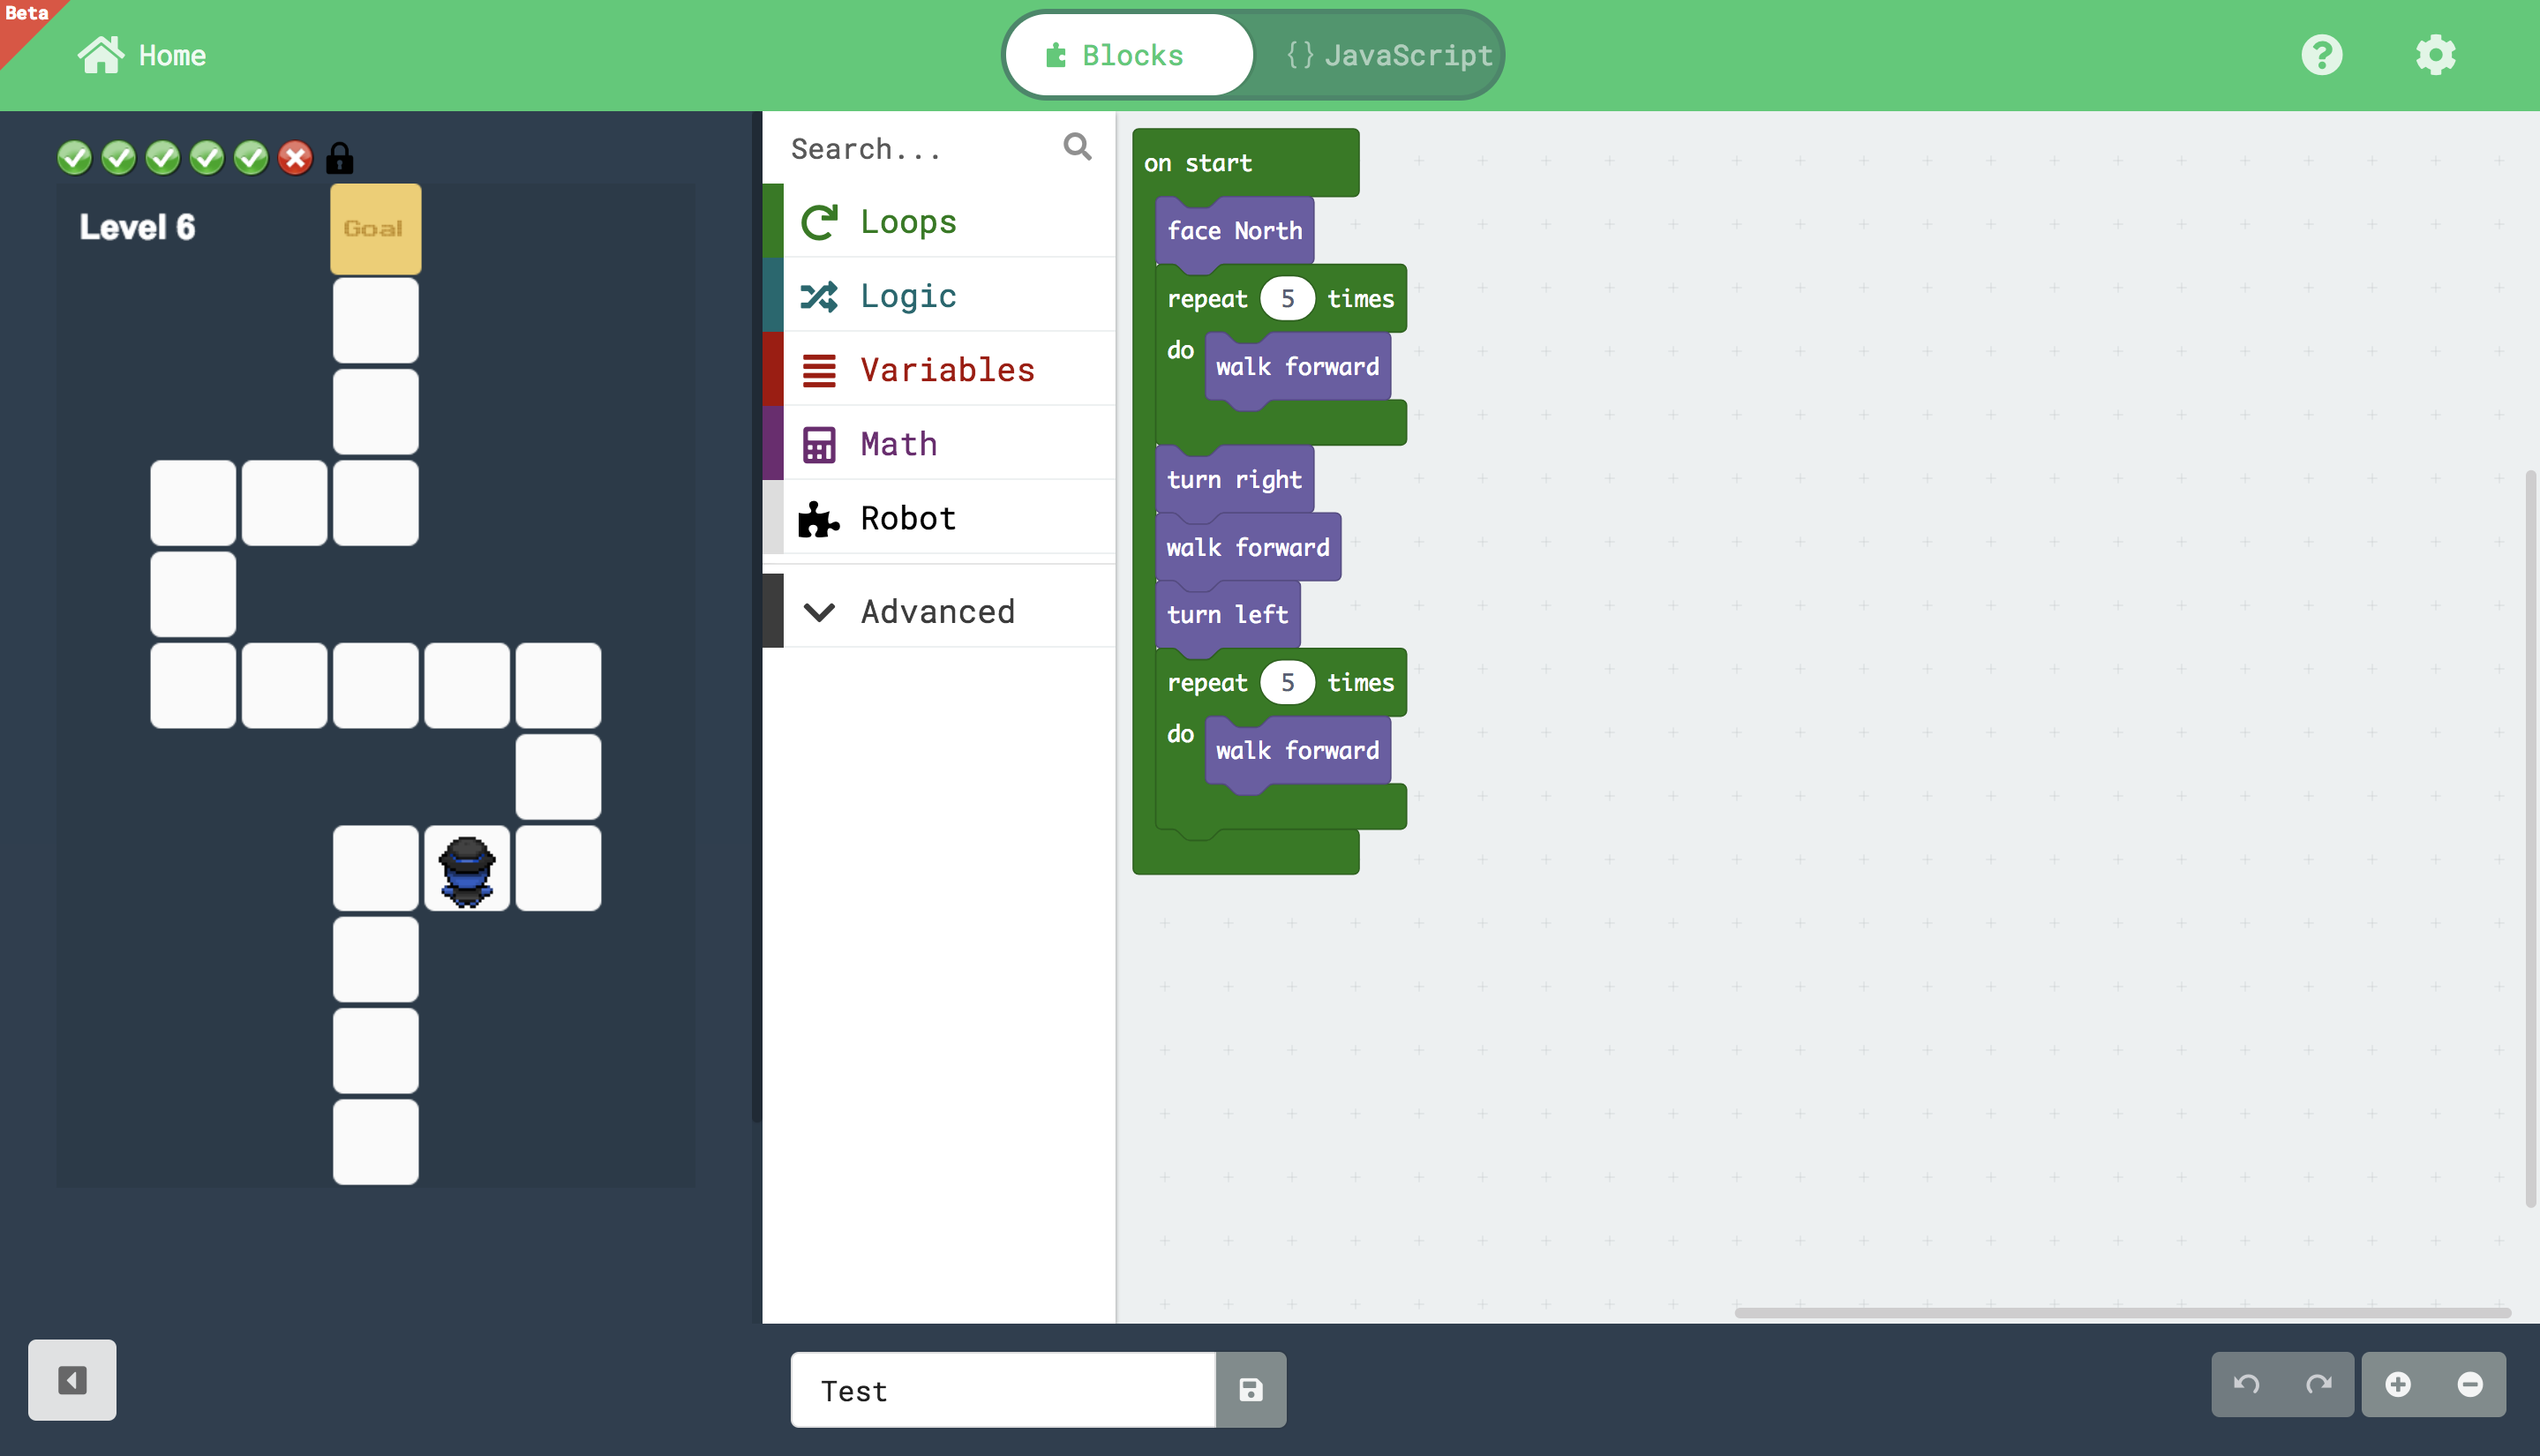 Beta
Home
Blocks
{} JavaScript
Level 6
Goal
Search...
Loops
Logic
Variables
Math
Robot
Advanced
on start
face North
repeat 5 times
do walk forward
turn right
walk forward
turn left
repeat 5 times
do walk forward
Test